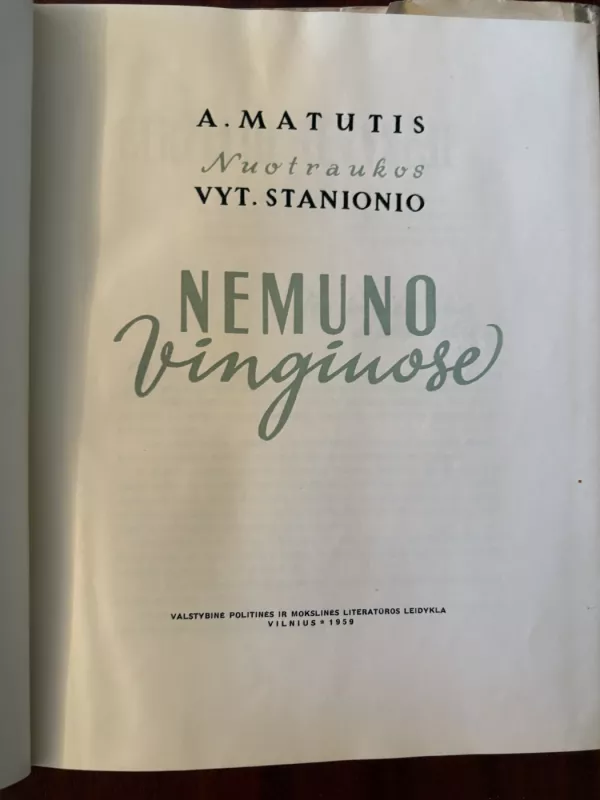 A. MATUTIS
Nuotraukos
VYT. STANIONIO
NEMUNO
Vingiuose
VALSTYBINĖ POLITINĖS IR MOKSLINĖS LITERATŪROS LEIDYKLA
VILNIUS * 1959